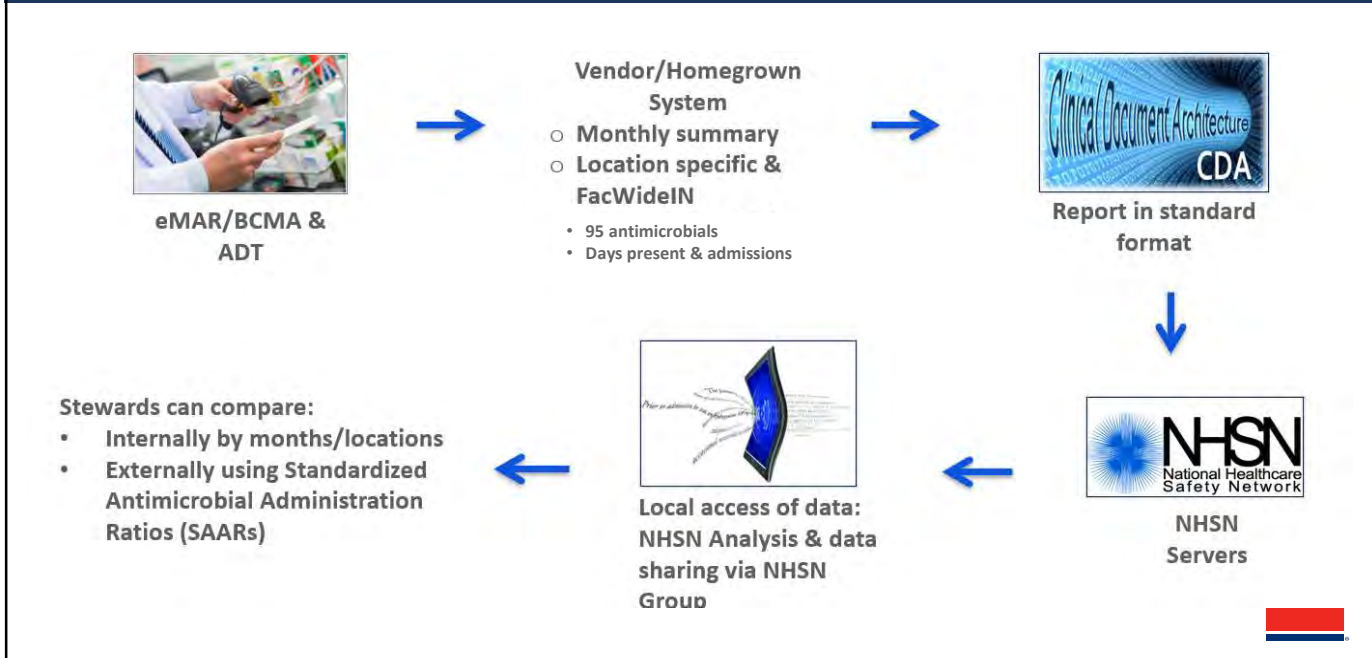 eMAR/BCMA &
ADT
Vendor/Homegrown
System
o Monthly summary
o Location specific &
FacWideIN
• 95 antimicrobials
• Days present & admissions
Clinical Document Architecture
CDA
Report in standard
format
NHSN
National Healthcare
Safety Network
NHSN
Servers
Local access of data:
NHSN Analysis & data
sharing via NHSN
Group
Stewards can compare:
• Internally by months/locations
• Externally using Standardized
Antimicrobial Administration
Ratios (SAARs)